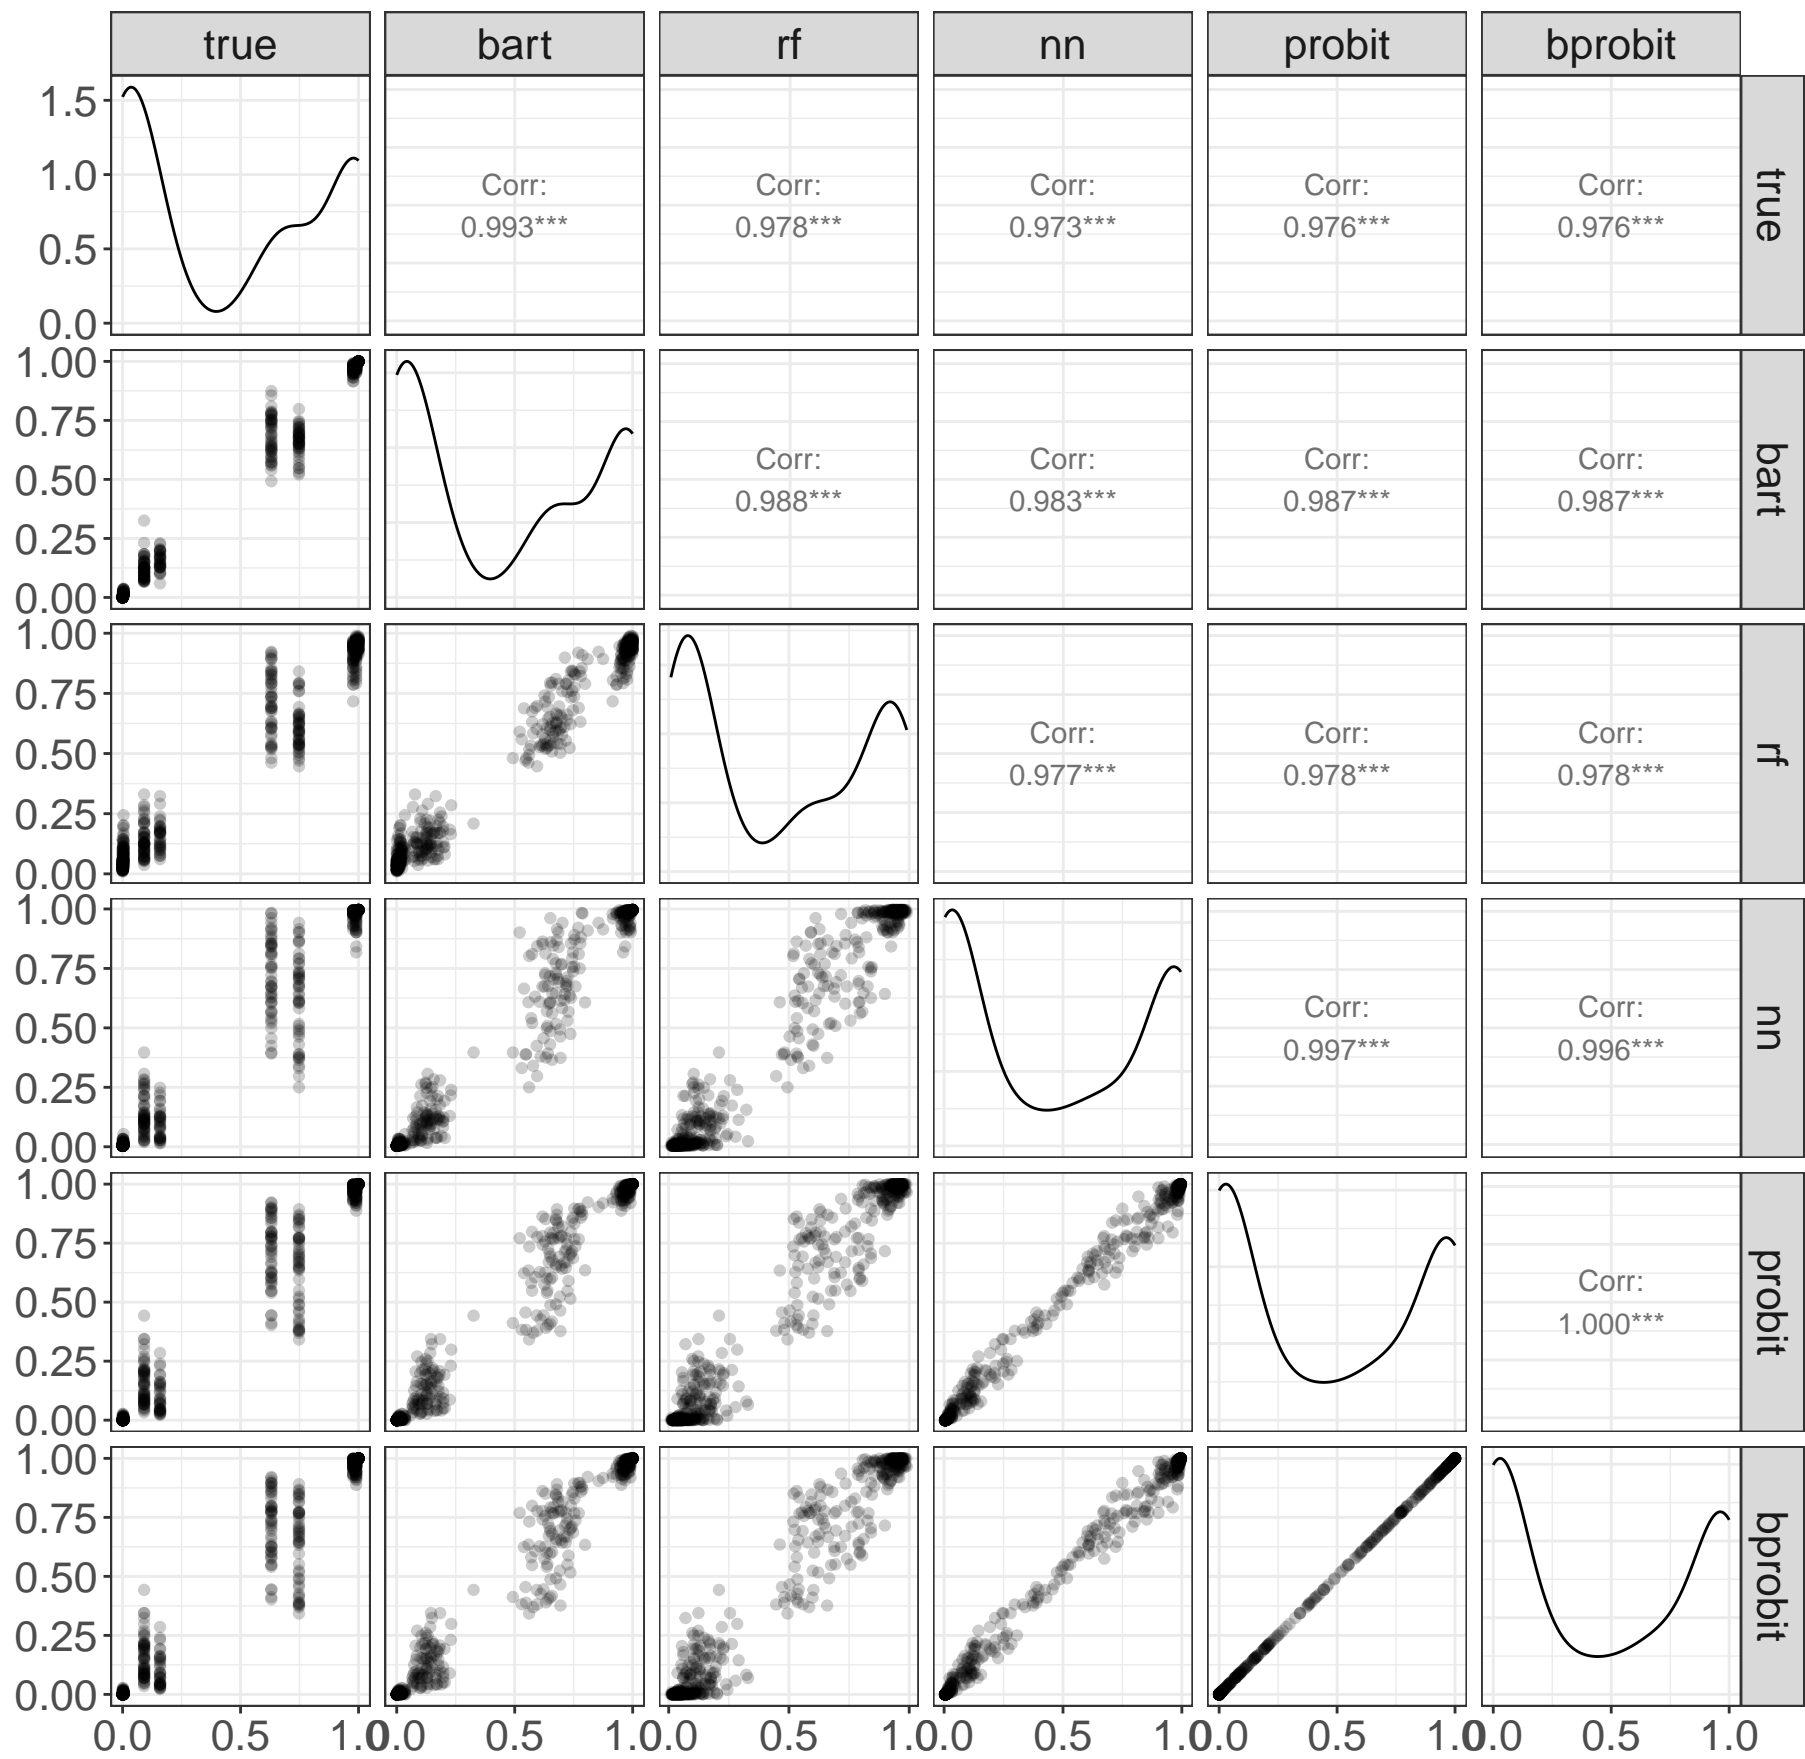 true bart rf nn probit bprobit
1.5
1.0
0.5
0.0
Corr: Corr: Corr: Corr: Corr:
0.993*** 0.978*** 0.973*** 0.976*** 0.976***
true
1.00
0.75
0.50
0.25
0.00
Corr: Corr: Corr: Corr:
0.988*** 0.983*** 0.987*** 0.987***
bart
1.00
0.75
0.50
0.25
0.00
Corr: Corr: Corr:
0.977*** 0.978*** 0.978***
rf
1.00
0.75
0.50
0.25
0.00
Corr: Corr:
0.997*** 0.996***
nn
1.00
0.75
0.50
0.25
0.00
Corr:
1.000***
probit
1.00
0.75
0.50
0.25
0.00
bprobit
0.0 0.5 1.0 0.0 0.5 1.0 0.0 0.5 1.0 0.0 0.5 1.0 0.0 0.5 1.0 0.0 0.5 1.0